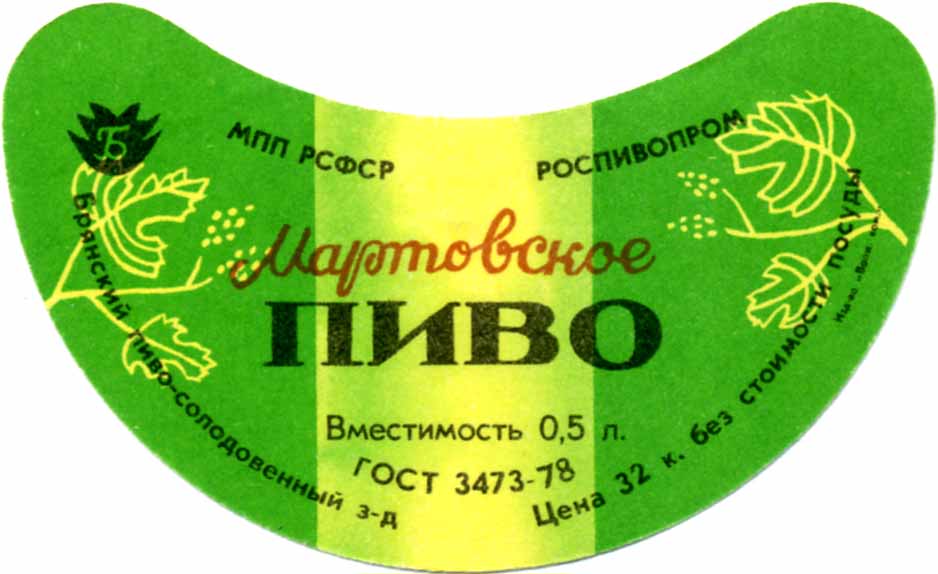 Б
МПП РСФСР
РОСПИВОПРОМ
Мартовское
ПИВО
Вместимость 0,5 л.
ГОСТ 3473-78
Брянский пиво-солодовенный з-д
Цена 32 к. без стоимости посуды